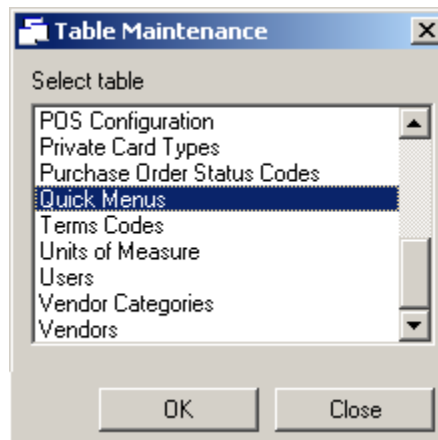 Table Maintenance
Select table
POS Configuration
Private Card Types
Purchase Order Status Codes
Quick Menus
Terms Codes
Units of Measure
Users
Vendor Categories
Vendors
OK Close